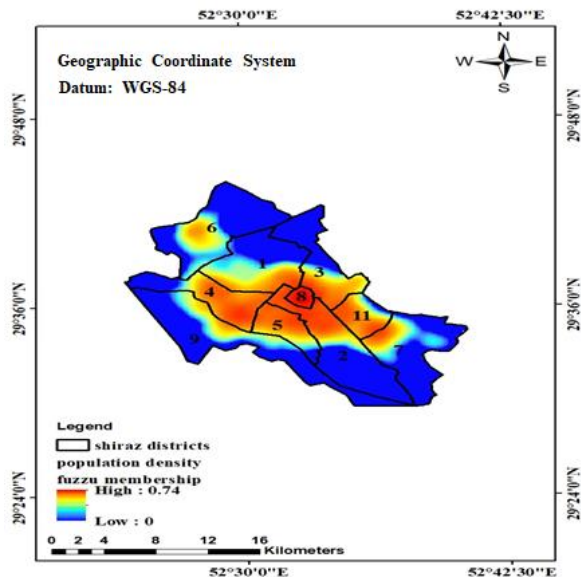 52°30'0"E 52°42'30"E
Geographic Coordinate System
Datum: WGS-84
N
W E
S
29°48'0"N 29°48'0"N
6
1 3
4 8
29°36'0"N 29°36'0"N
11
9 5 2 7
Legend
shiraz districts
population density
fuzzu membership
High : 0.74
Low : 0
29°24'0"N 29°24'0"N
0 2 4 8 12 16
Kilometers
52°30'0"E 52°42'30"E